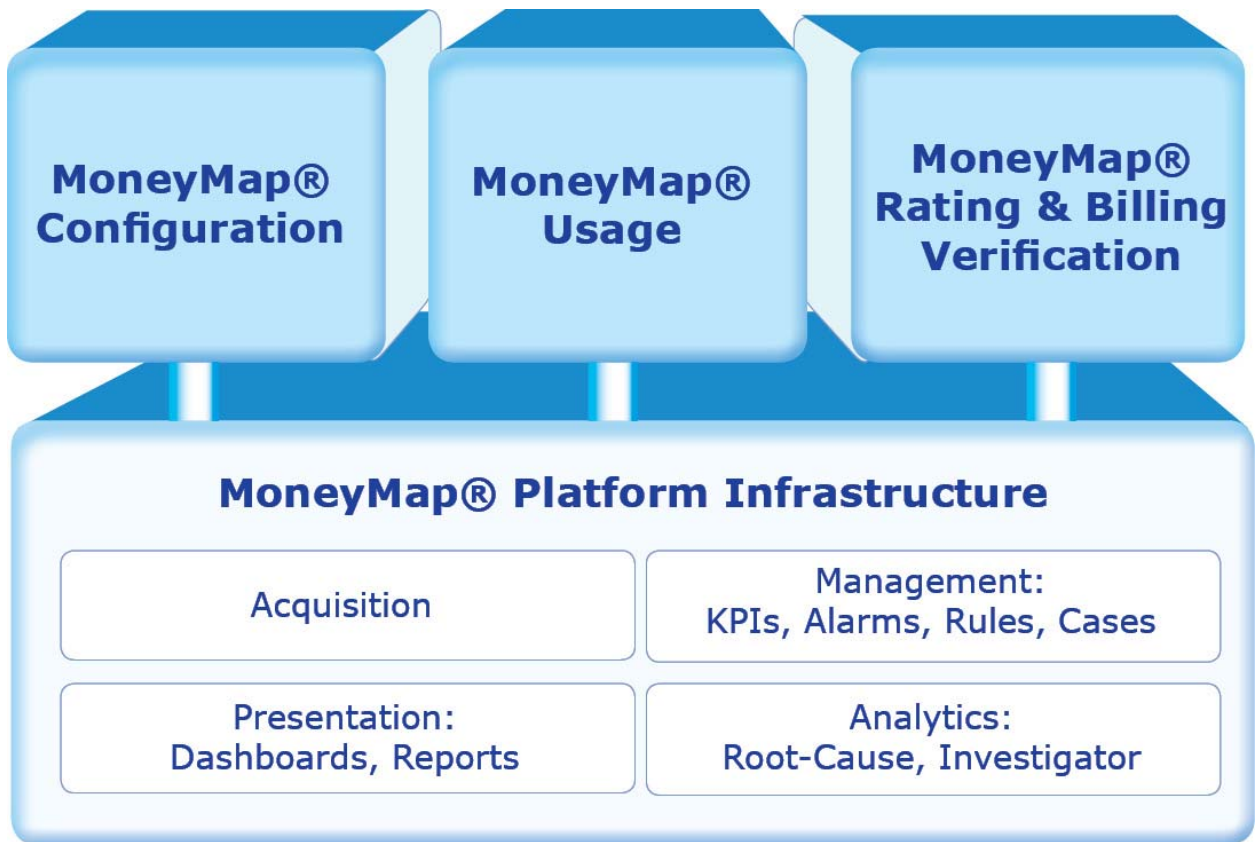 MoneyMap®
Configuration
MoneyMap®
Usage
MoneyMap®
Rating & Billing
Verification
MoneyMap® Platform Infrastructure
Acquisition
Management:
KPIs, Alarms, Rules, Cases
Presentation:
Dashboards, Reports
Analytics:
Root-Cause, Investigator